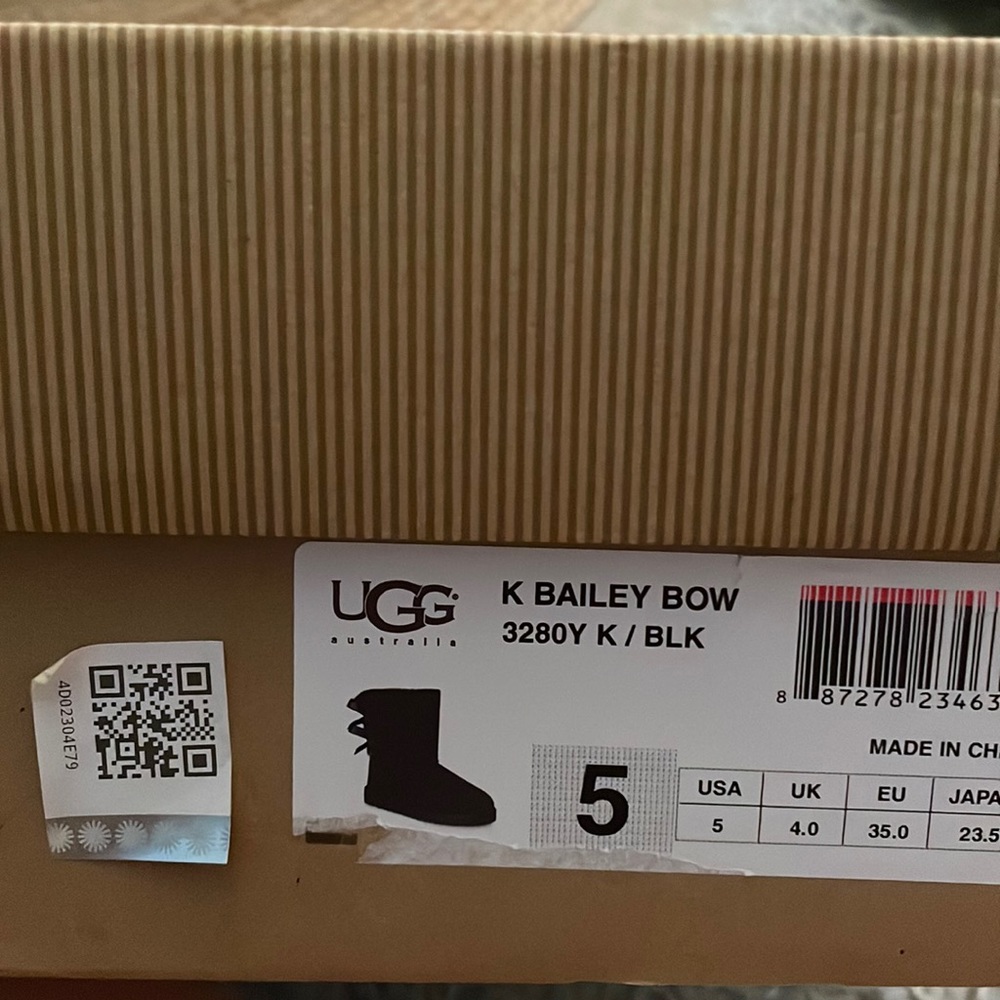 4D02304E79
UGG
australia
K BAILEY BOW
3280Y K / BLK
8 87278 23463
MADE IN CH
5
USA UK EU JAPA
5 4.0 35.0 23.5